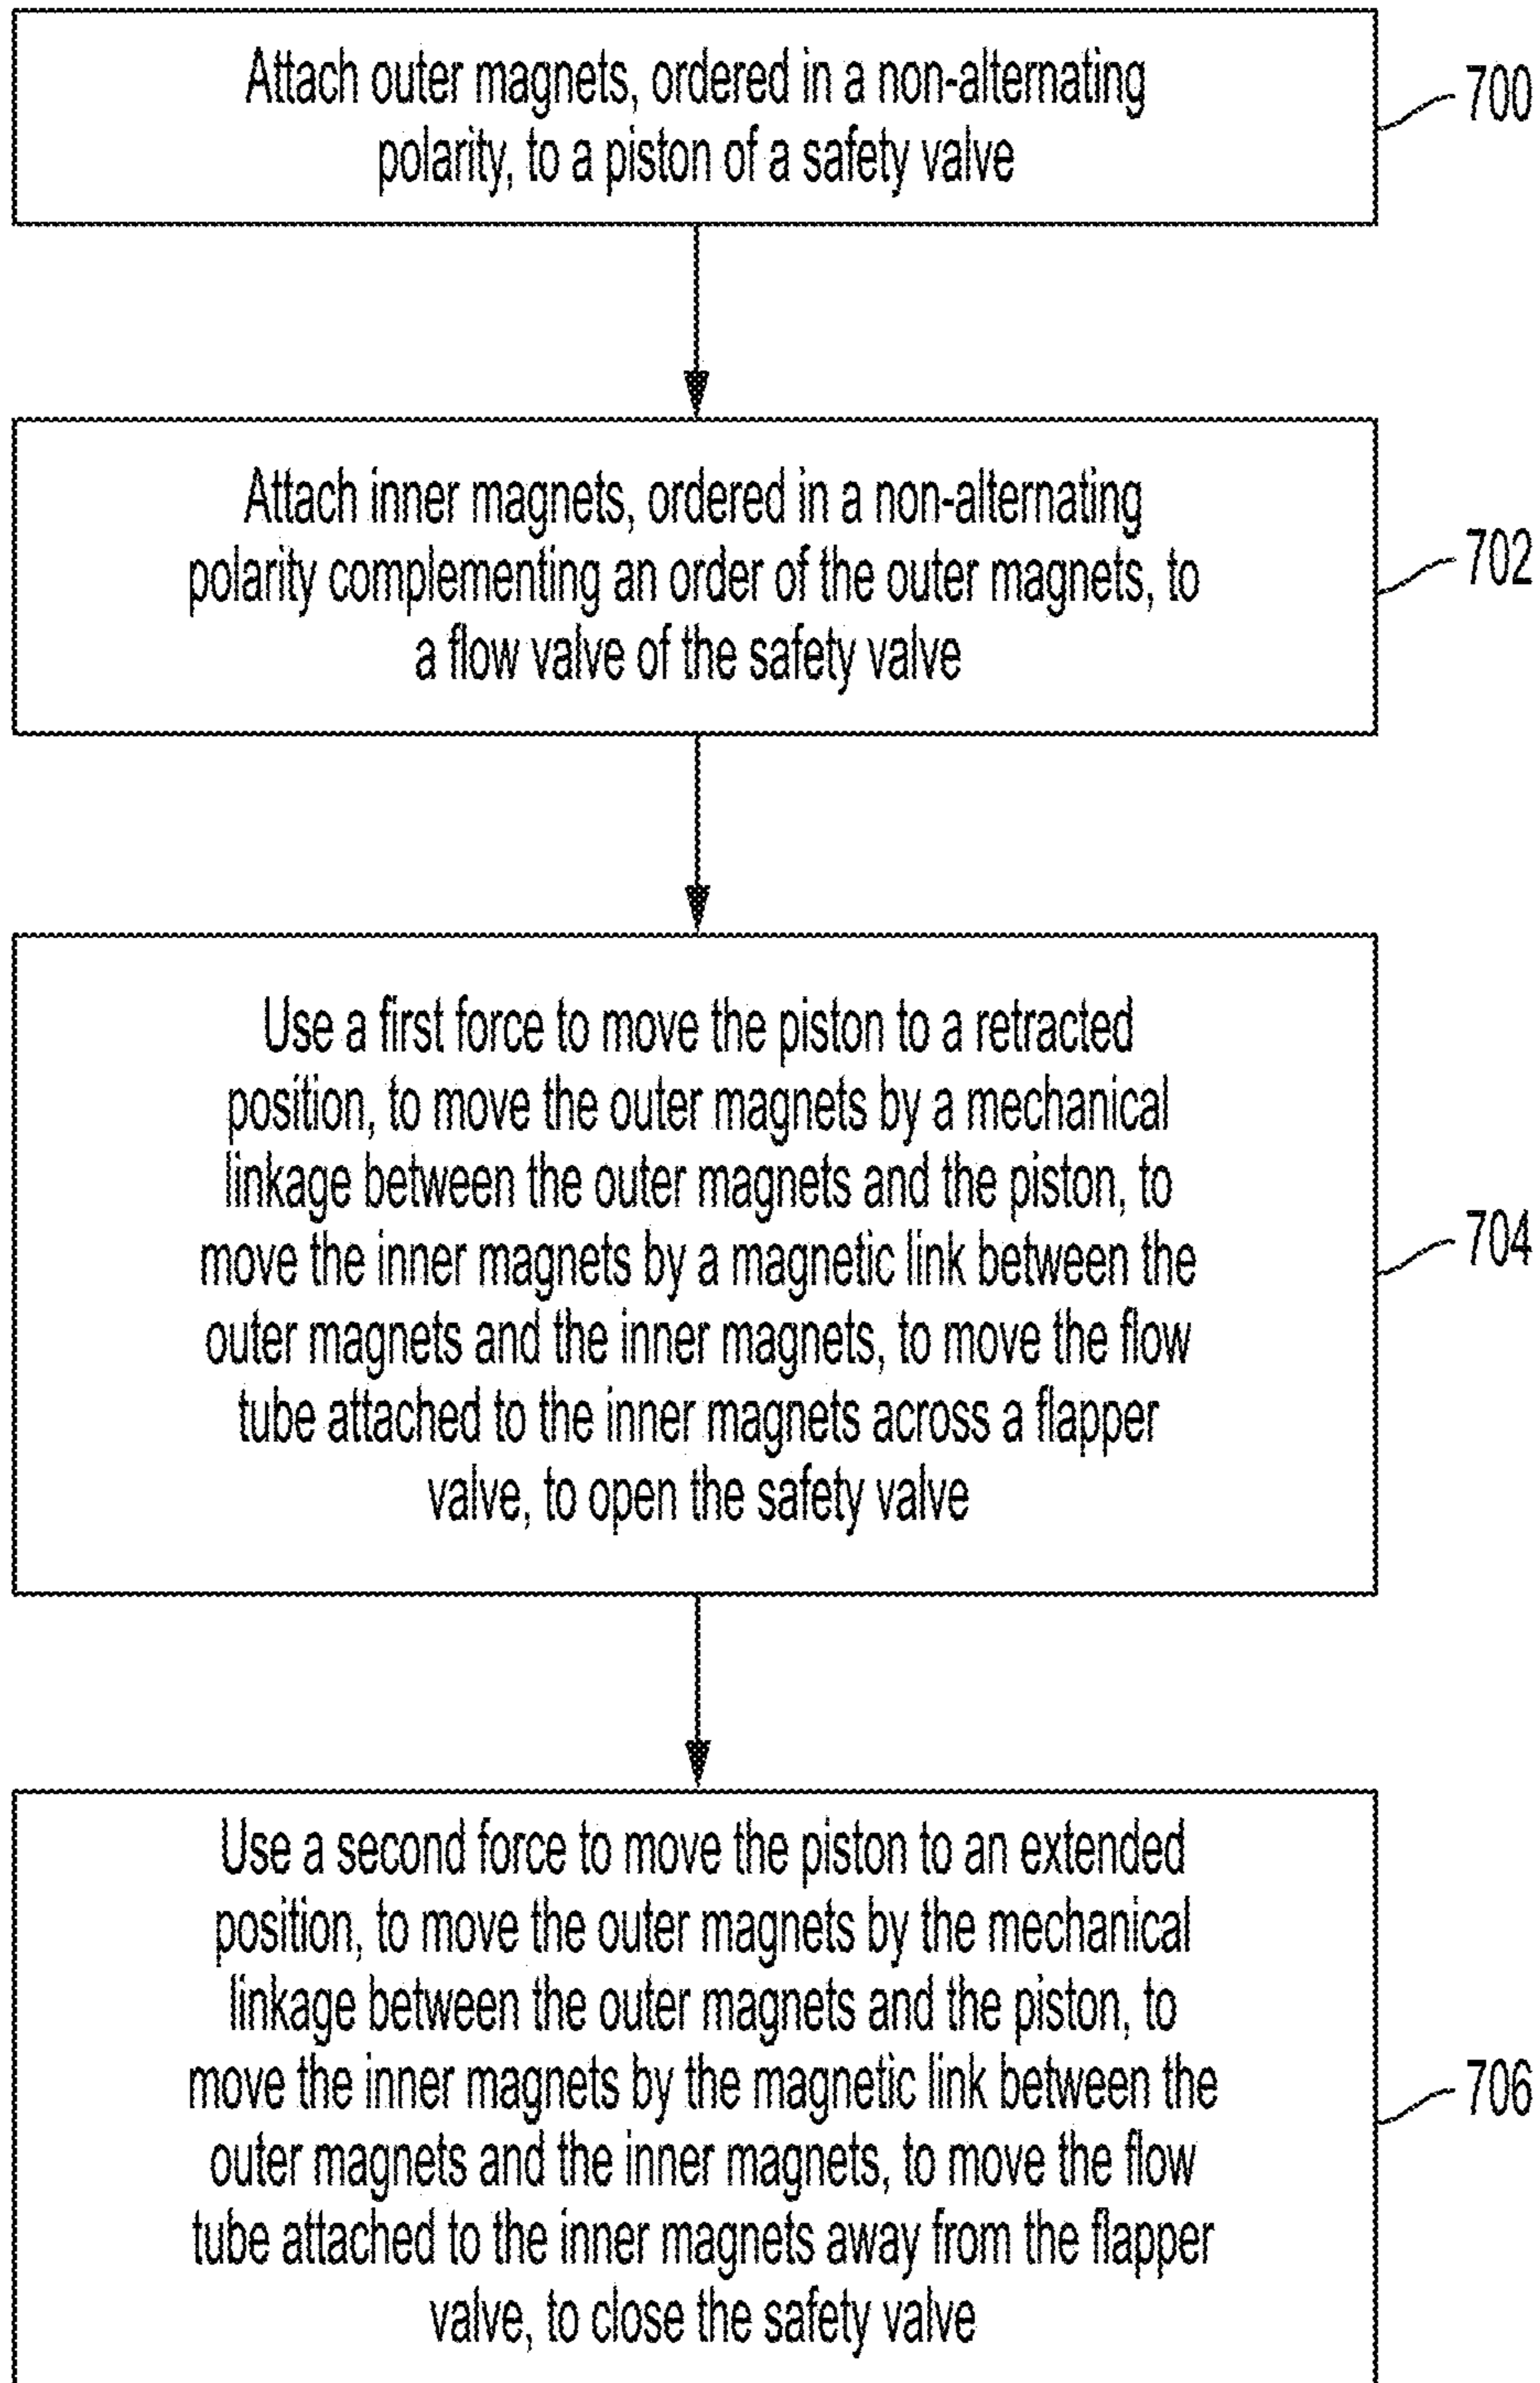 Attach outer magnets, ordered in a non-alternating
polarity, to a piston of a safety valve
700
Attach inner magnets, ordered in a non-alternating
polarity complementing an order of the outer magnets, to
a flow valve of the safety valve
702
Use a first force to move the piston to a retracted
position, to move the outer magnets by a mechanical
linkage between the outer magnets and the piston, to
move the inner magnets by a magnetic link between the
outer magnets and the inner magnets, to move the flow
tube attached to the inner magnets across a flapper
valve, to open the safety valve
704
Use a second force to move the piston to an extended
position, to move the outer magnets by the mechanical
linkage between the outer magnets and the piston, to
move the inner magnets by the magnetic link between the
outer magnets and the inner magnets, to move the flow
tube attached to the inner magnets away from the flapper
valve, to close the safety valve
706